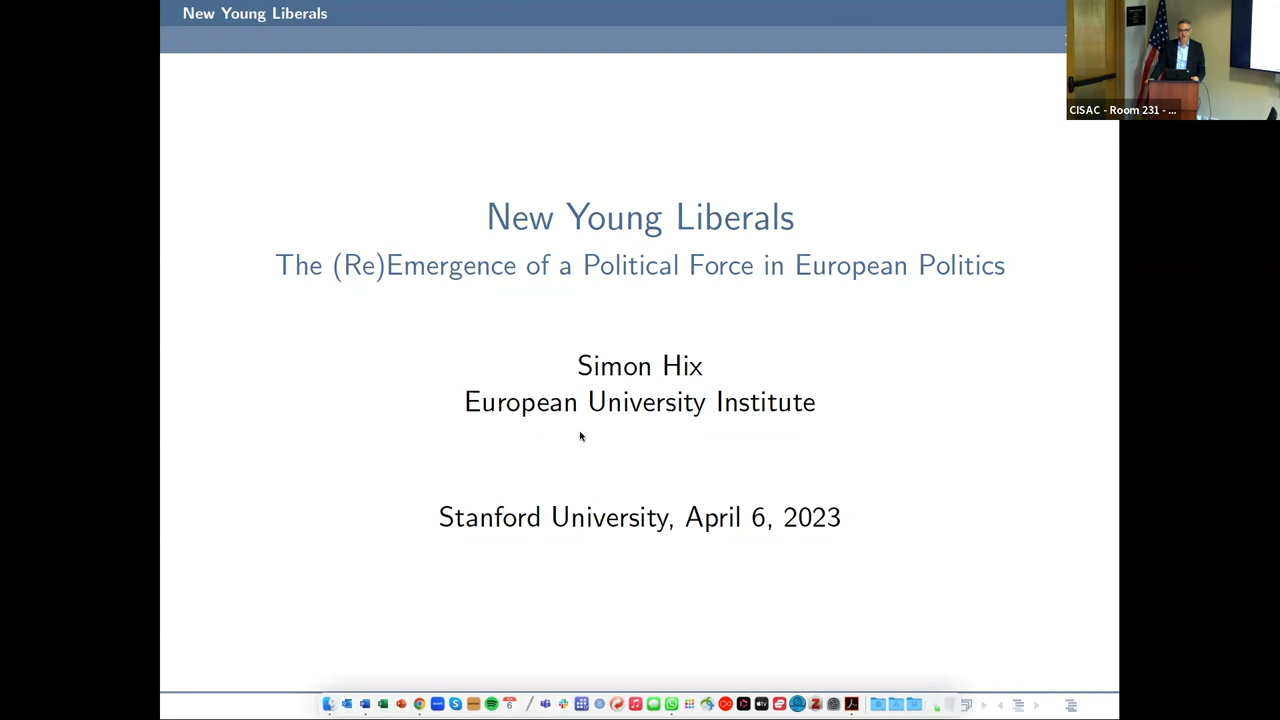 New Young Liberals
CISAC - Room 231 - ...
New Young Liberals
The (Re)Emergence of a Political Force in European Politics
Simon Hix
European University Institute
Stanford University, April 6, 2023